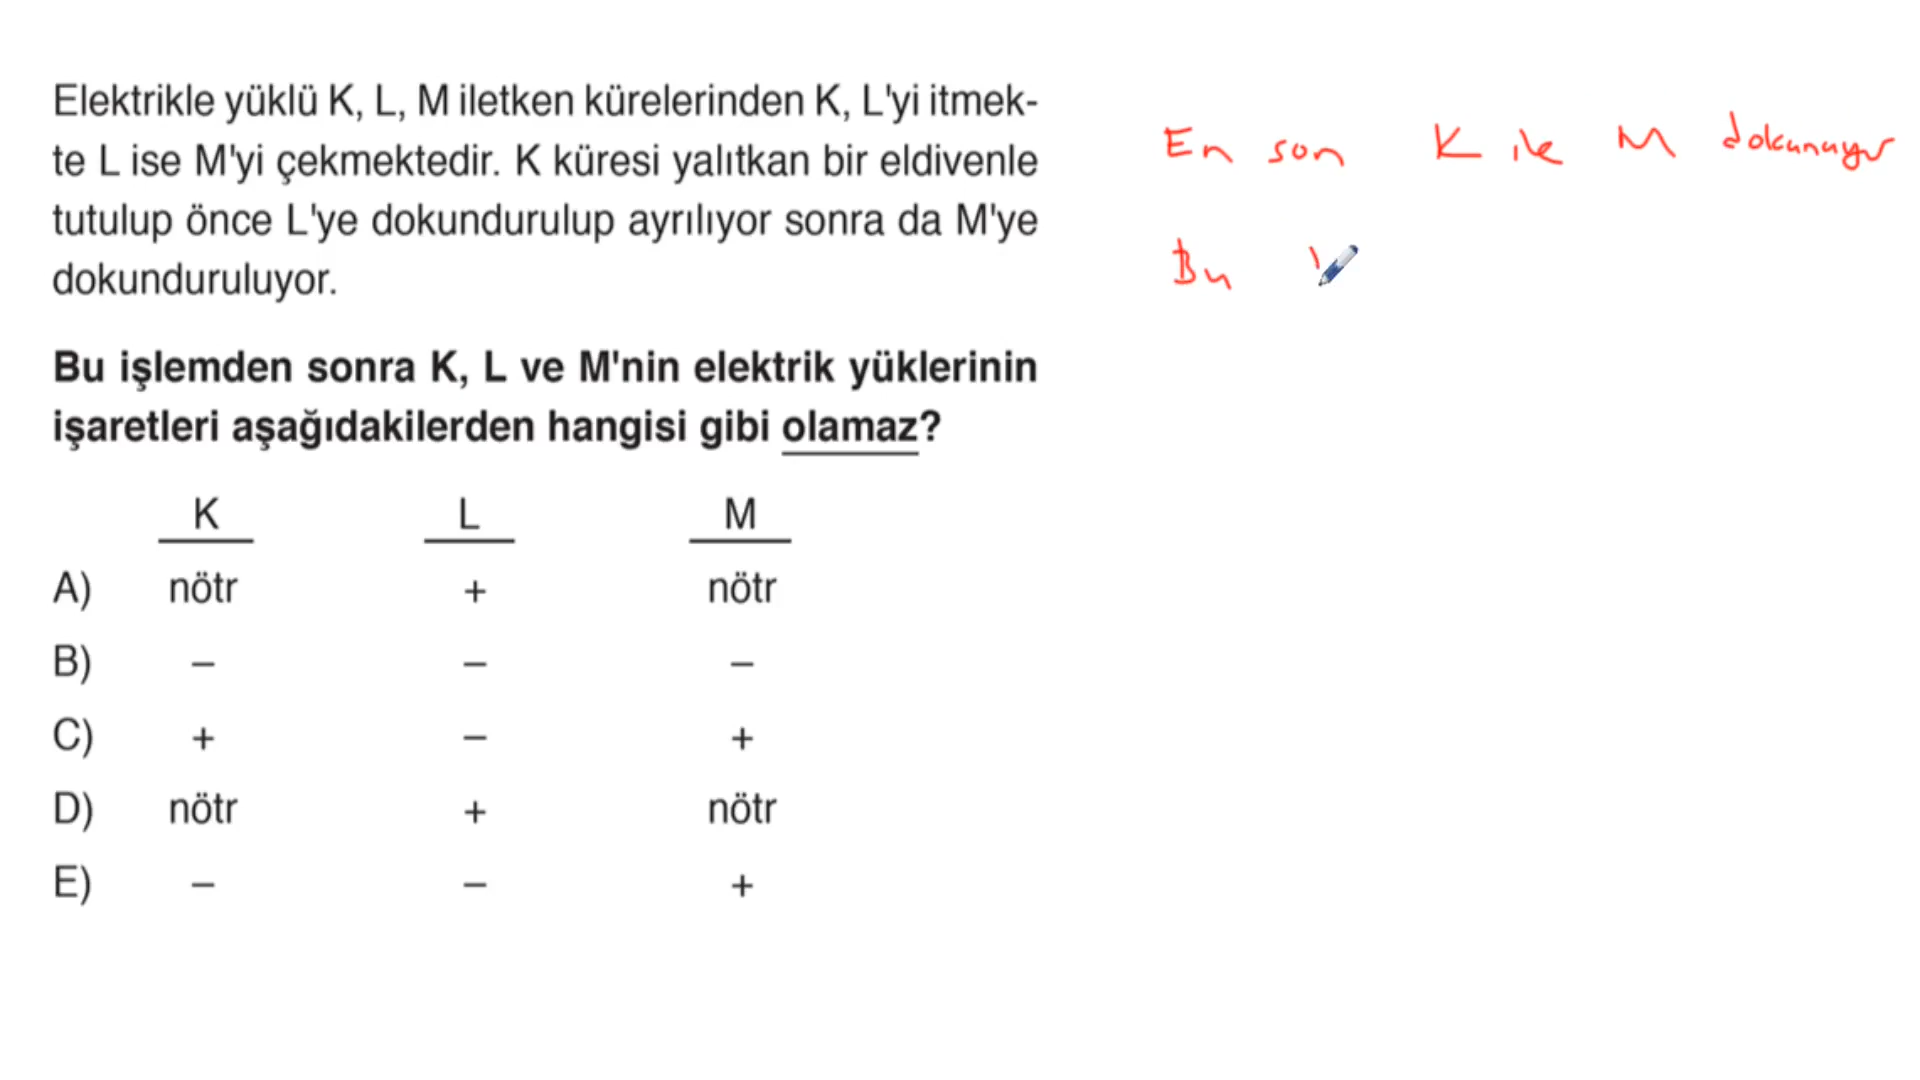 Elektrikle yüklü K, L, M iletken kürelerinden K, L'yi itmek-
te L ise M'yi çekmektedir. K küresi yalıtkan bir eldivenle
tutulup önce L'ye dokundurulup ayrılıyor sonra da M'ye
dokunduruluyor.
Bu işlemden sonra K, L ve M'nin elektrik yüklerinin
işaretleri aşağıdakilerden hangisi gibi olamaz?
K L M
A) nötr + nötr
B) – – –
C) + – +
D) nötr + nötr
E) – – +
En son K ile M dokunuyor
Bu